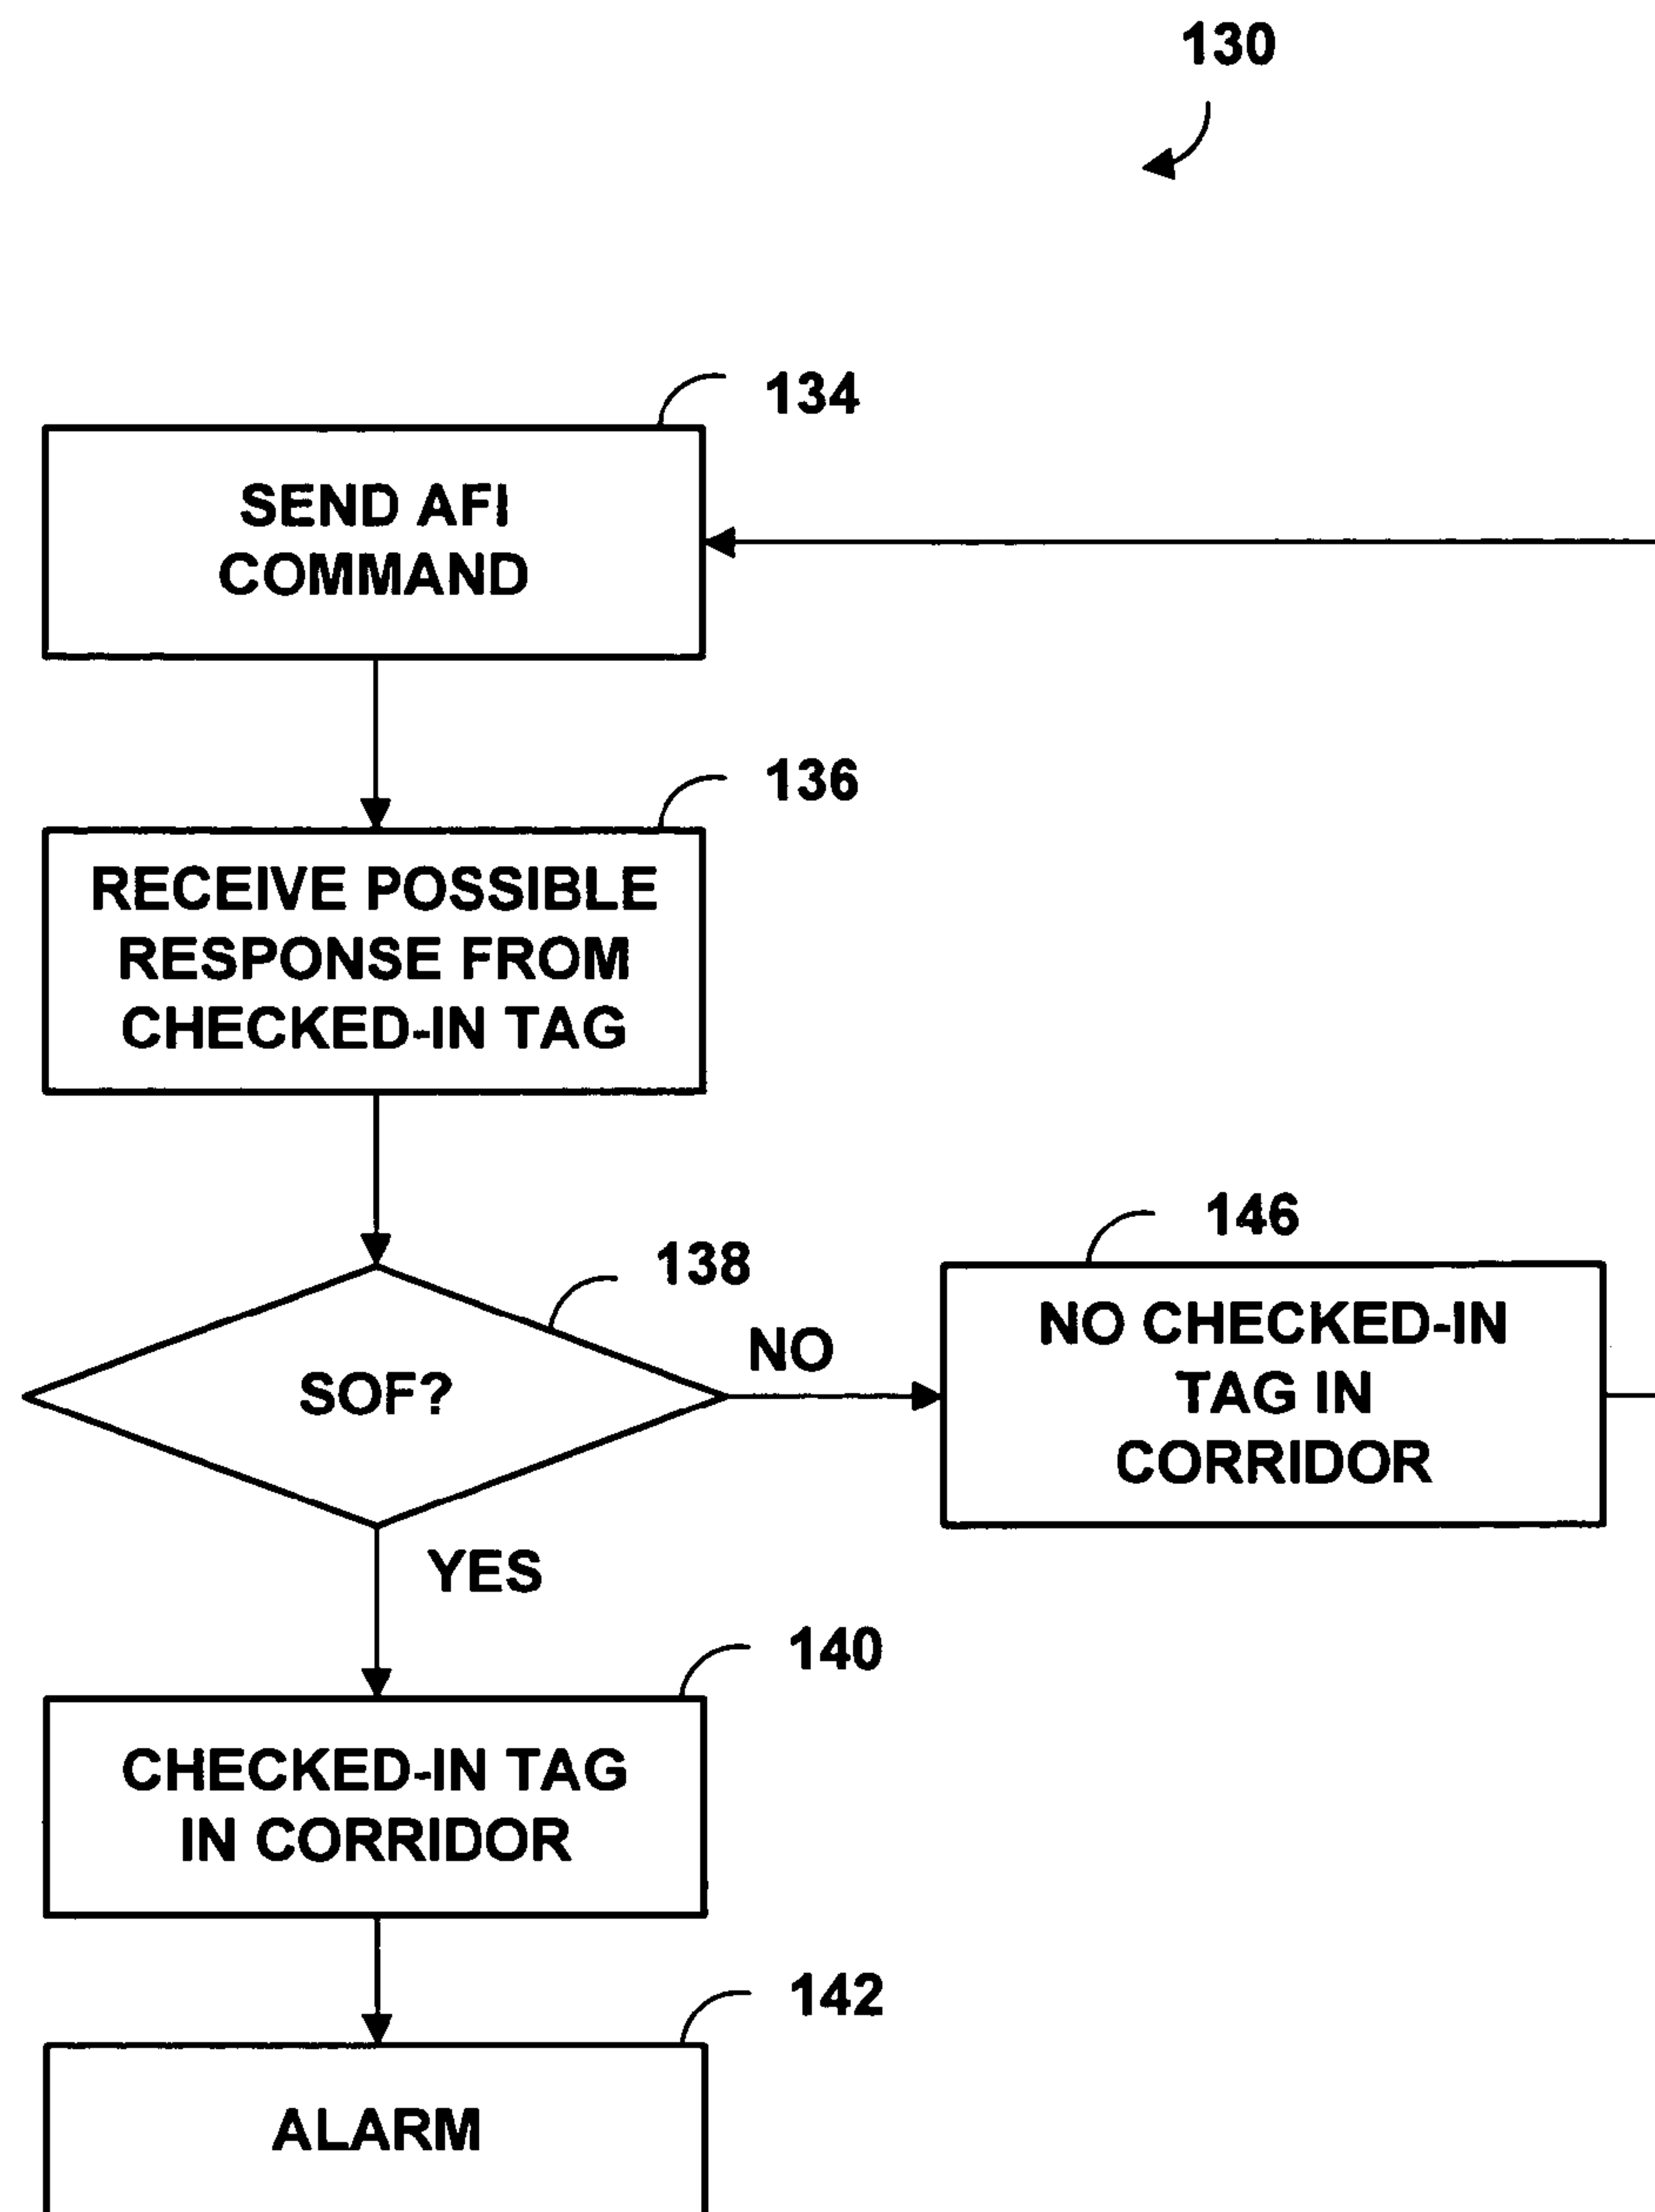 130
134
SEND AFI
COMMAND
136
RECEIVE POSSIBLE
RESPONSE FROM
CHECKED-IN TAG
138
SOF?
NO
146
NO CHECKED-IN
TAG IN
CORRIDOR
YES
140
CHECKED-IN TAG
IN CORRIDOR
142
ALARM